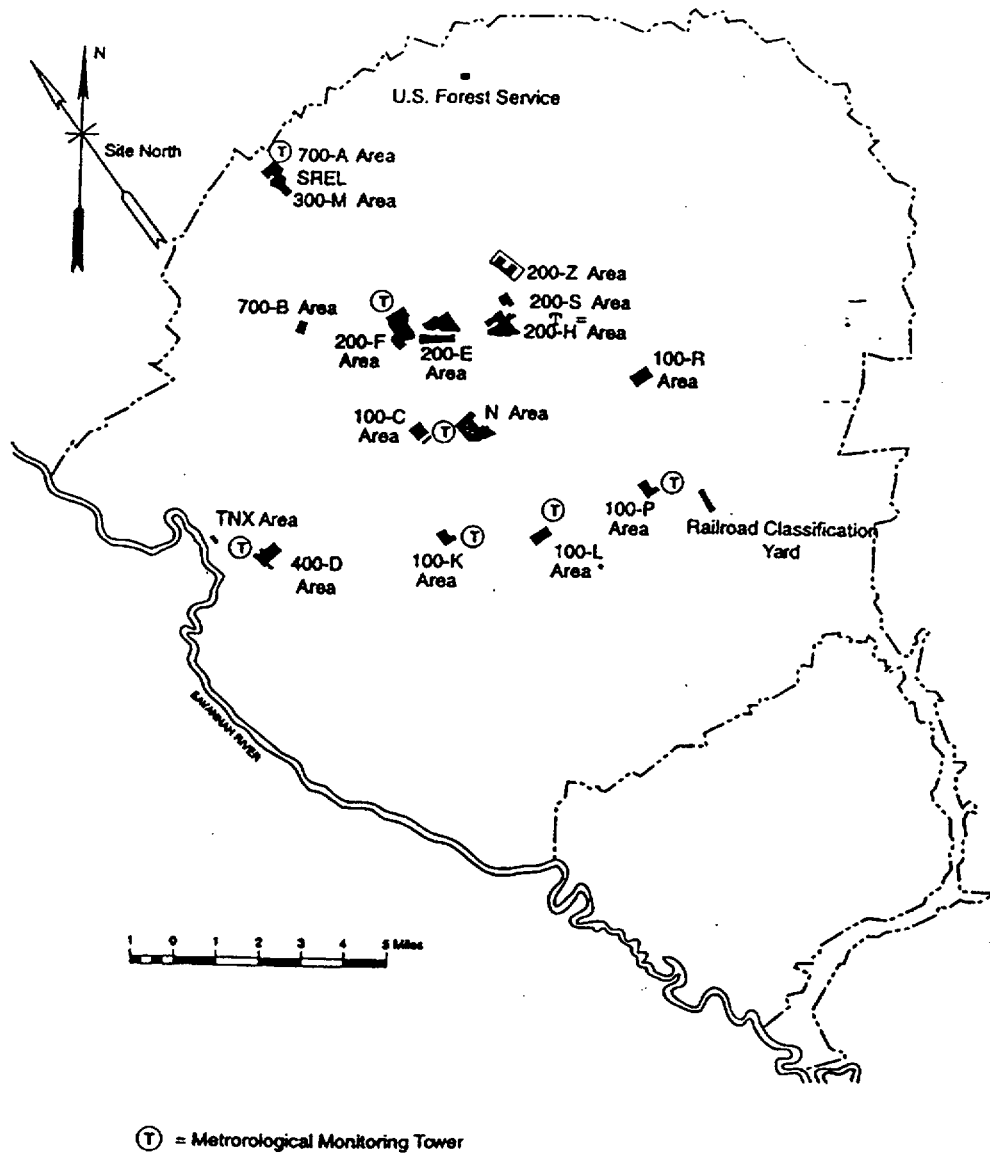 N
U.S. Forest Service
Site North
T
700-A Area
SREL
300-M Area
200-Z Area
700-B Area
T
200-S Area
T =
200-H Area
200-F
Area
200-E
Area
100-R
Area
100-C
Area
T
N Area
T
100-P
Area
Railroad Classification
Yard
TNX Area
T
400-D
Area
T
100-K
Area
T
100-L
Area
SAVANNAH RIVER
1 0 1 2 3 4 5 Miles
T = Metrorological Monitoring Tower